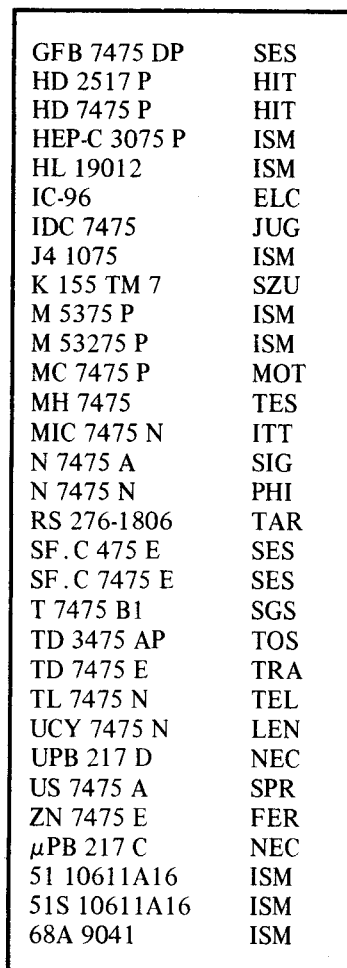 GFB 7475 DP SES
HD 2517 P HIT
HD 7475 P HIT
HEP-C 3075 P ISM
HL 19012 ISM
IC-96 ELC
IDC 7475 JUG
J4 1075 ISM
K 155 TM 7 SZU
M 5375 P ISM
M 53275 P ISM
MC 7475 P MOT
MH 7475 TES
MIC 7475 N ITT
N 7475 A SIG
N 7475 N PHI
RS 276-1806 TAR
SF.C 475 E SES
SF.C 7475 E SES
T 7475 B1 SGS
TD 3475 AP TOS
TD 7475 E TRA
TL 7475 N TEL
UCY 7475 N LEN
UPB 217 D NEC
US 7475 A SPR
ZN 7475 E FER
μPB 217 C NEC
51 10611A16 ISM
51S 10611A16 ISM
68A 9041 ISM